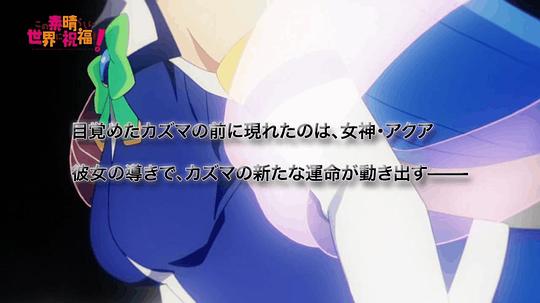 この素晴らしい
世界に祝福を!
目覚めたカズマの前に現れたのは、女神・アクア
彼女の導きで、カズマの新たな運命が動き出す――